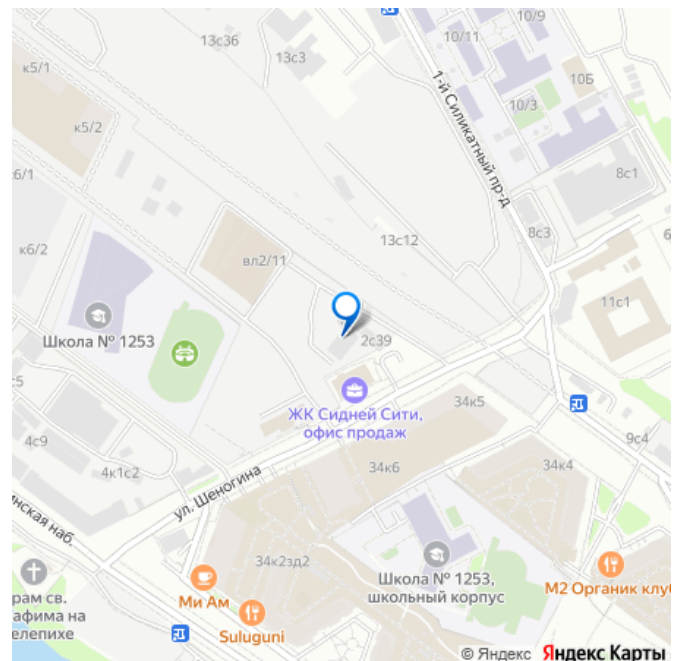 10/9
13с36
10/11
13с3
к5/1
10Б
10/3
1-й Силикатный пр-д
к5/2
8с1
6/1
8с3
13с12
к6/2
вл2/11
11с1
Школа № 1253
2с39
ЖК Сидней Сити,
офис продаж
34к5
с5
4с9
9с4
4к1с2
34к6
34к4
ул. Шеногина
нская наб.
34к2зд2
Школа № 1253,
школьный корпус
М2 Органик клу
рам св.
афима на
елепихе
Ми Ам
Suluguni
© Яндекс Яндекс Карты